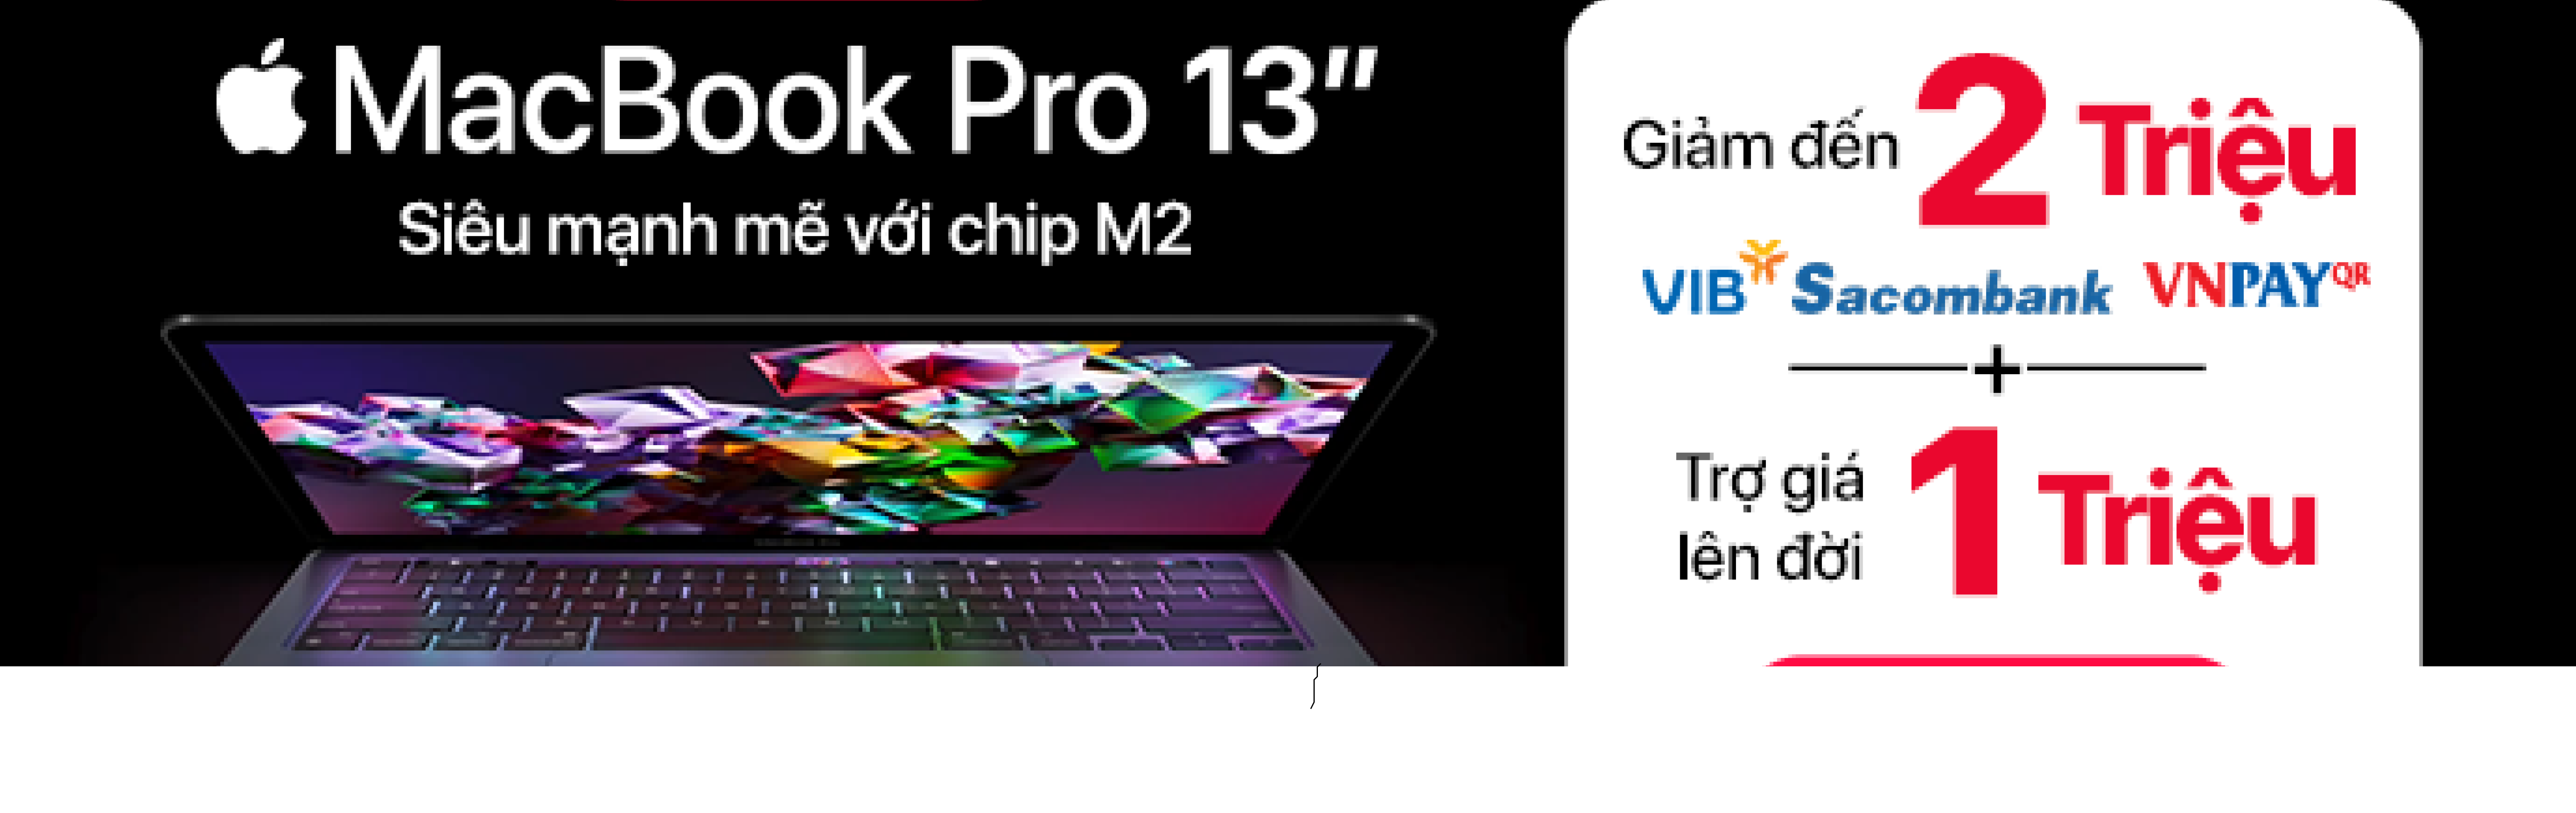 MacBook Pro 13”
Siêu mạnh mẽ với chip M2
Giảm đến 2 Triệu
VIB Sacombank VNPAYQR
+
Trợ giá
lên đời 1 Triệu